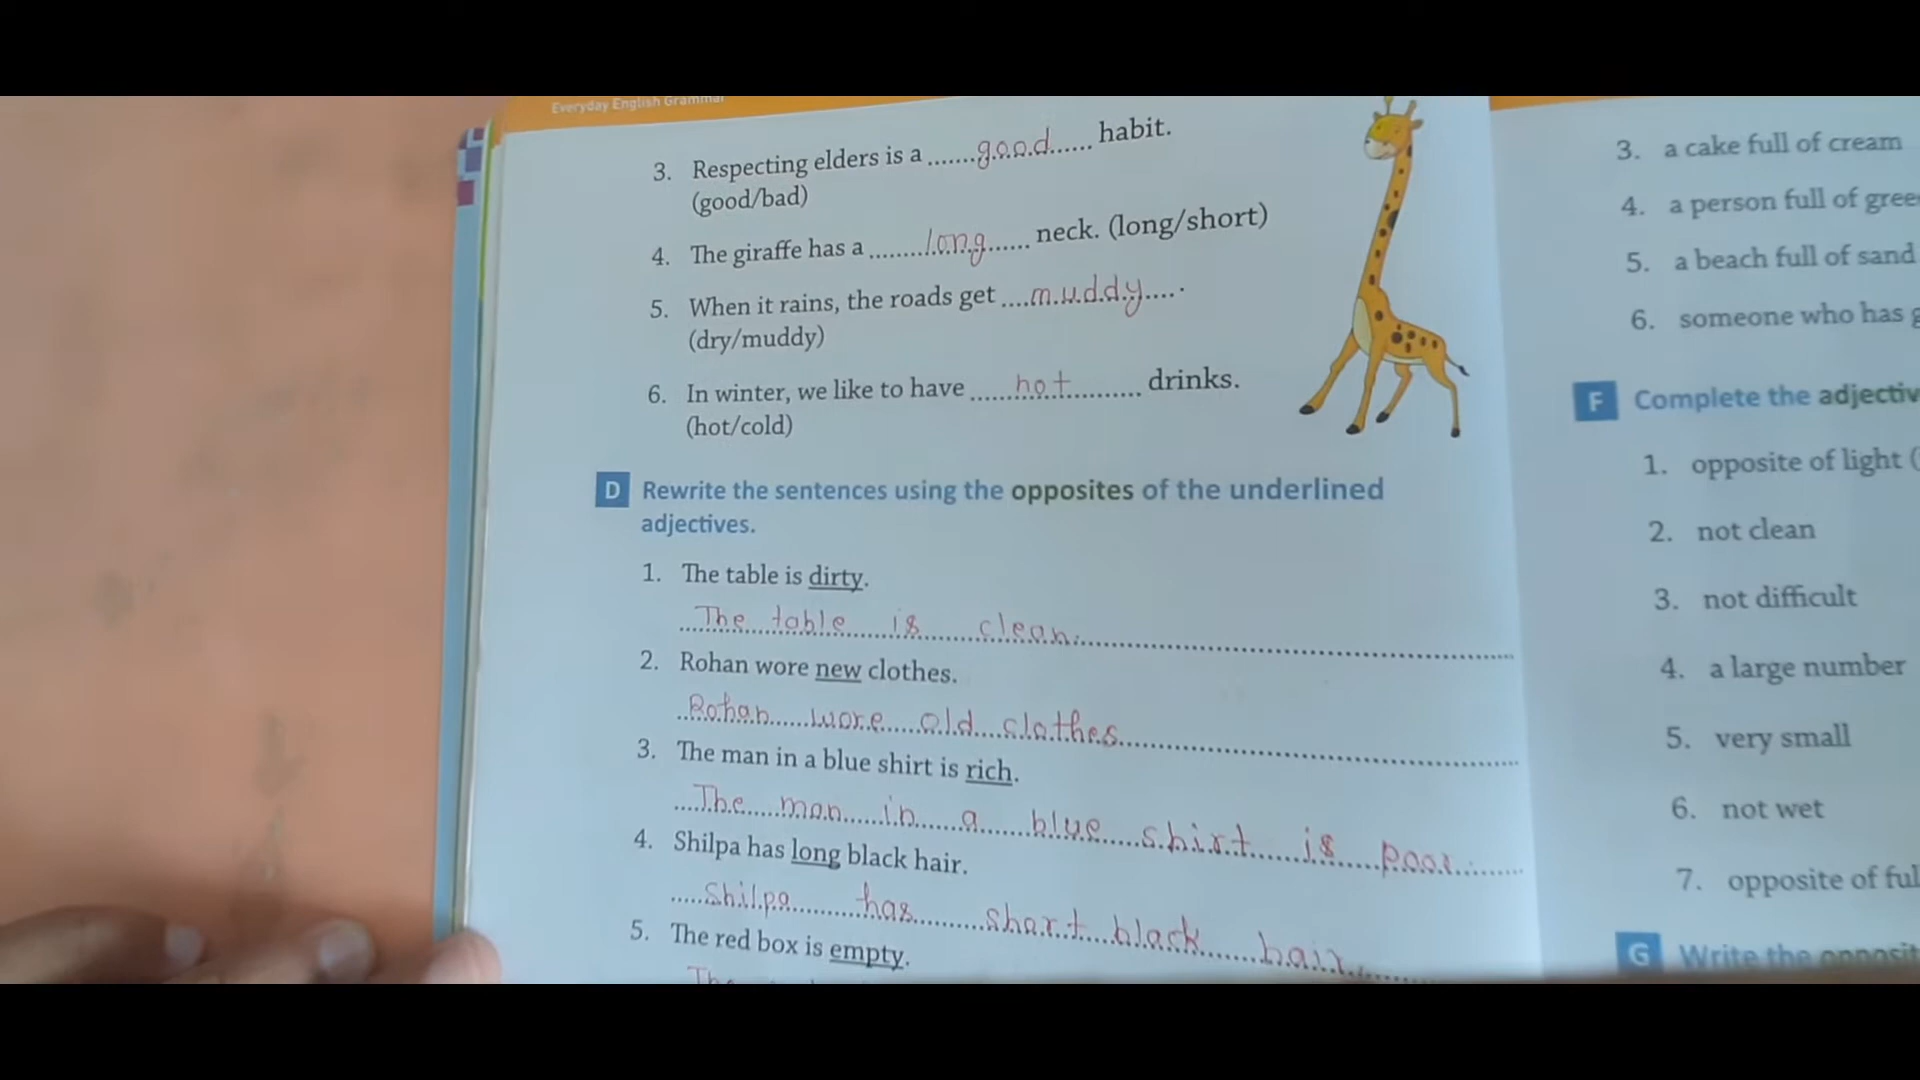 Everyday English Grammar
3. Respecting elders is a .......good...... habit.
(good/bad)
4. The giraffe has a .........long...... neck. (long/short)
5. When it rains, the roads get ....muddy.....
(dry/muddy)
6. In winter, we like to have ......hot......... drinks.
(hot/cold)
D Rewrite the sentences using the opposites of the underlined
adjectives.
1. The table is dirty.
The table is clean.
2. Rohan wore new clothes.
Rohan wore old clothes
3. The man in a blue shirt is rich.
The man in a blue shirt is poor.
4. Shilpa has long black hair.
Shilpa has short black hair.
5. The red box is empty.
3. a cake full of cream
4. a person full of
5. a beach full of sand
6. someone who has
F Complete the
1. opposite of light
2. not clean
3. not difficult
4. a large number
5. very small
6. not wet
7. opposite of
G Write the